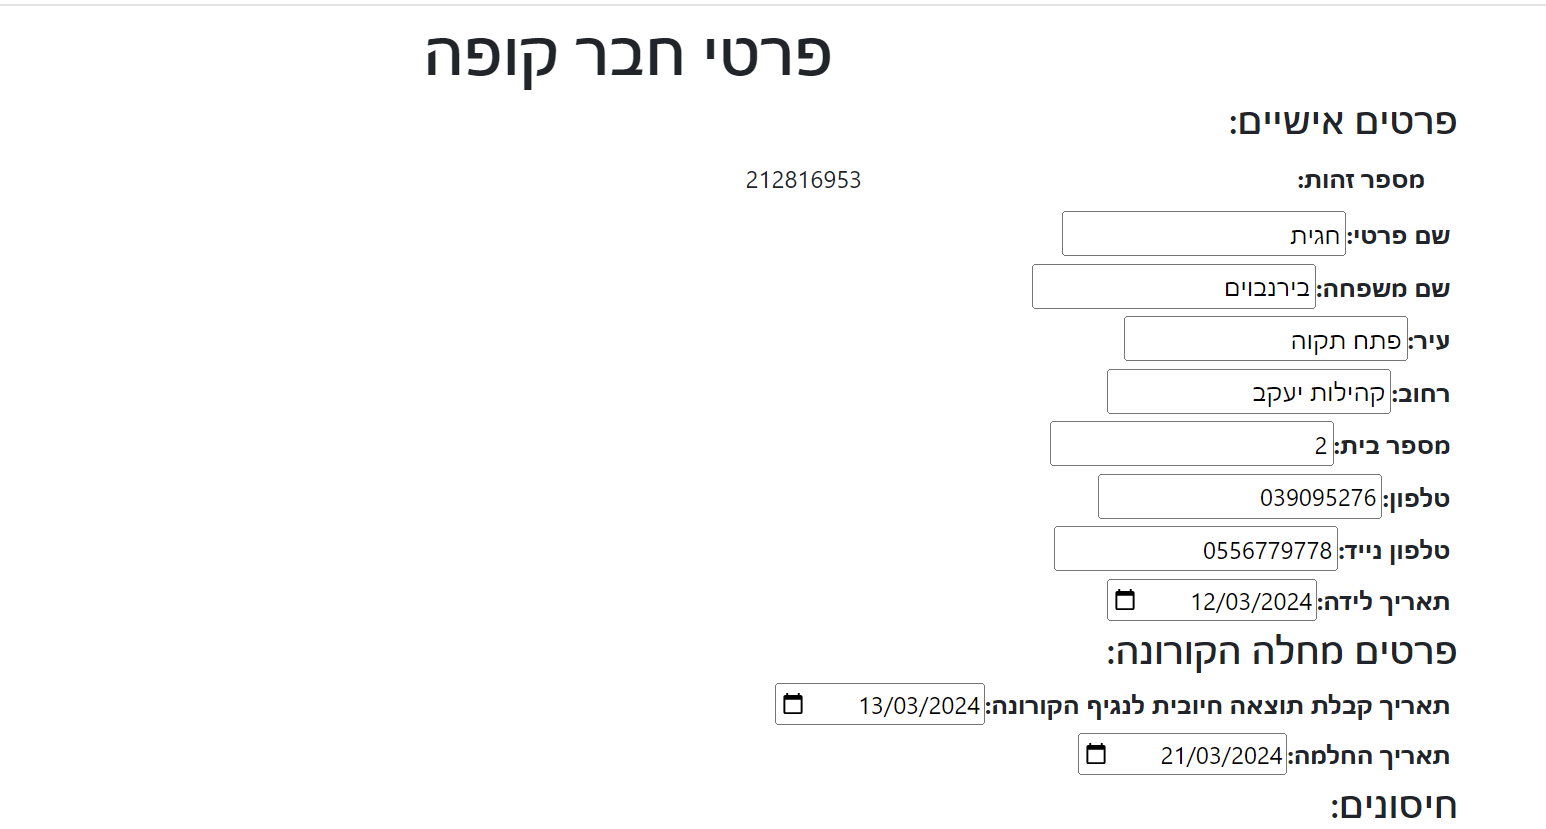 פרטי חבר קופה
פרטים אישיים:
מספר זהות: 212816953
שם פרטי: חגית
שם משפחה: בירנבוים
עיר: פתח תקוה
רחוב: קהילות יעקב
מספר בית: 2
טלפון: 039095276
טלפון נייד: 0556779778
תאריך לידה: 12/03/2024
פרטים מחלה הקורונה:
תאריך קבלת תוצאה חיובית לנגיף הקורונה: 13/03/2024
תאריך החלמה: 21/03/2024
חיסונים: